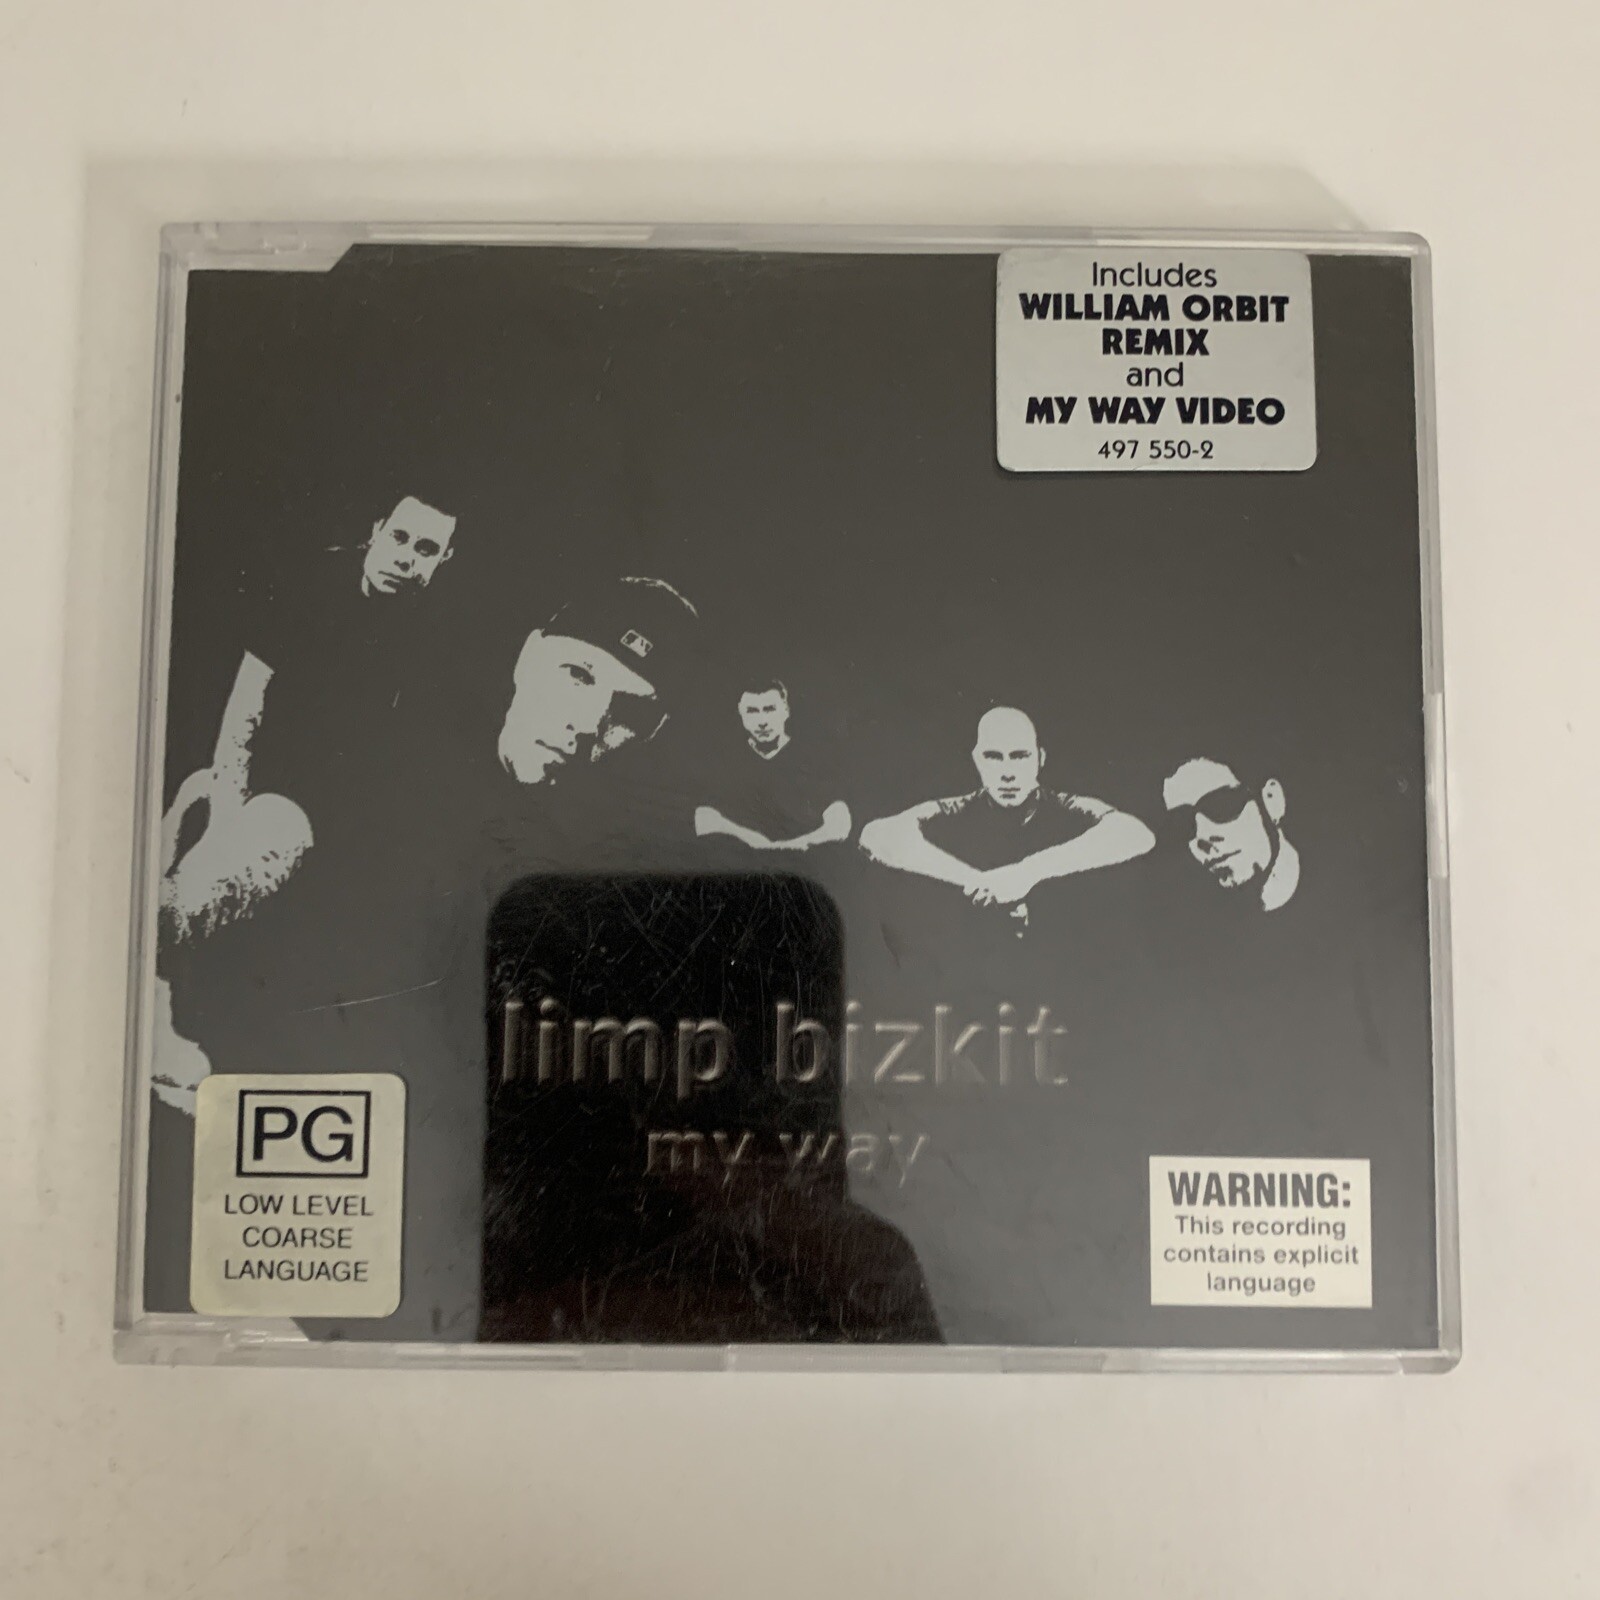 Includes
WILLIAM ORBIT
REMIX
and
MY WAY VIDEO
497 550-2
limp bizkit
my way
PG
LOW LEVEL
COARSE
LANGUAGE
WARNING:
This recording
contains explicit
language